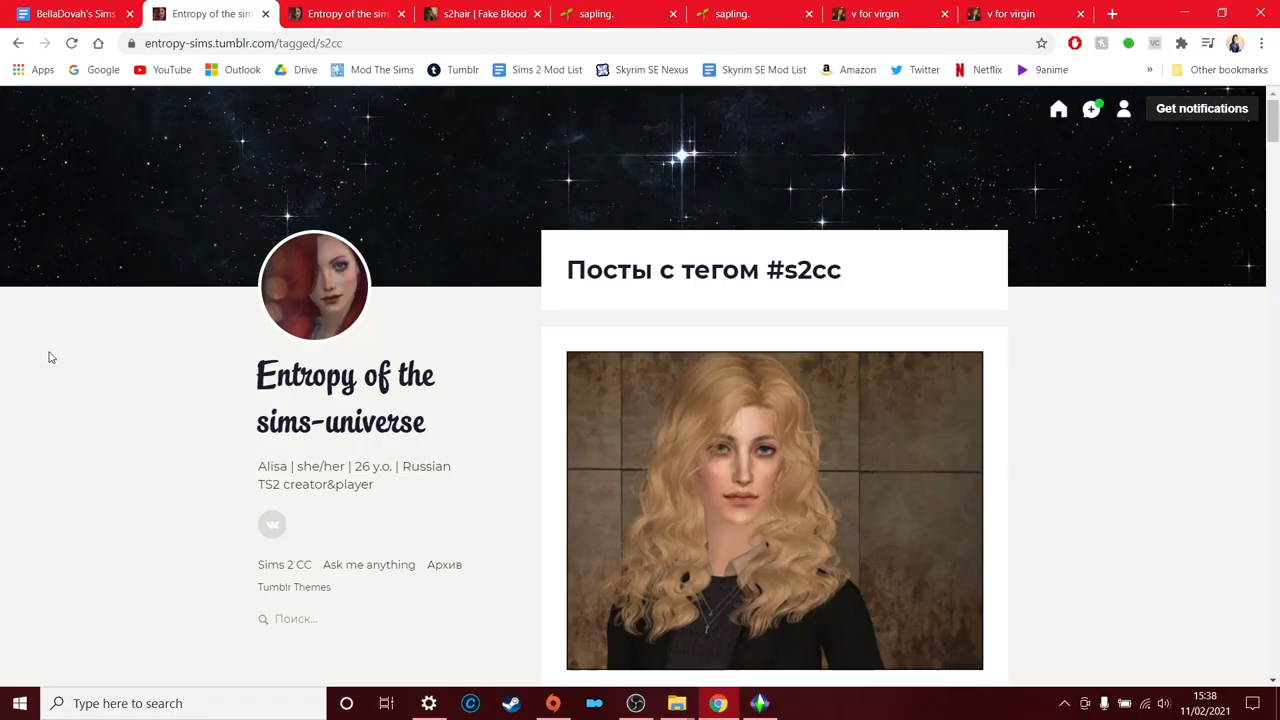 BellaDovah's Sims
Entropy of the sim
Entropy of the sim
s2hair | Fake Blood
sapling.
sapling.
v for virgin
v for virgin
entropy-sims.tumblr.com/tagged/s2cc
Apps
Google
YouTube
Outlook
Drive
Mod The Sims
Tumblr
Sims 2 Mod List
Skyrim SE Nexus
Skyrim SE Mod List
Amazon
Twitter
Netflix
9anime
»
Other bookmarks
Get notifications
Посты с тегом #s2cc
Entropy of the
sims-universe
Alisa | she/her | 26 y.o. | Russian
TS2 creator&player
Sims 2 CC
Ask me anything
Архив
Tumblr Themes
Поиск...
Type here to search
15:38
11/02/2021